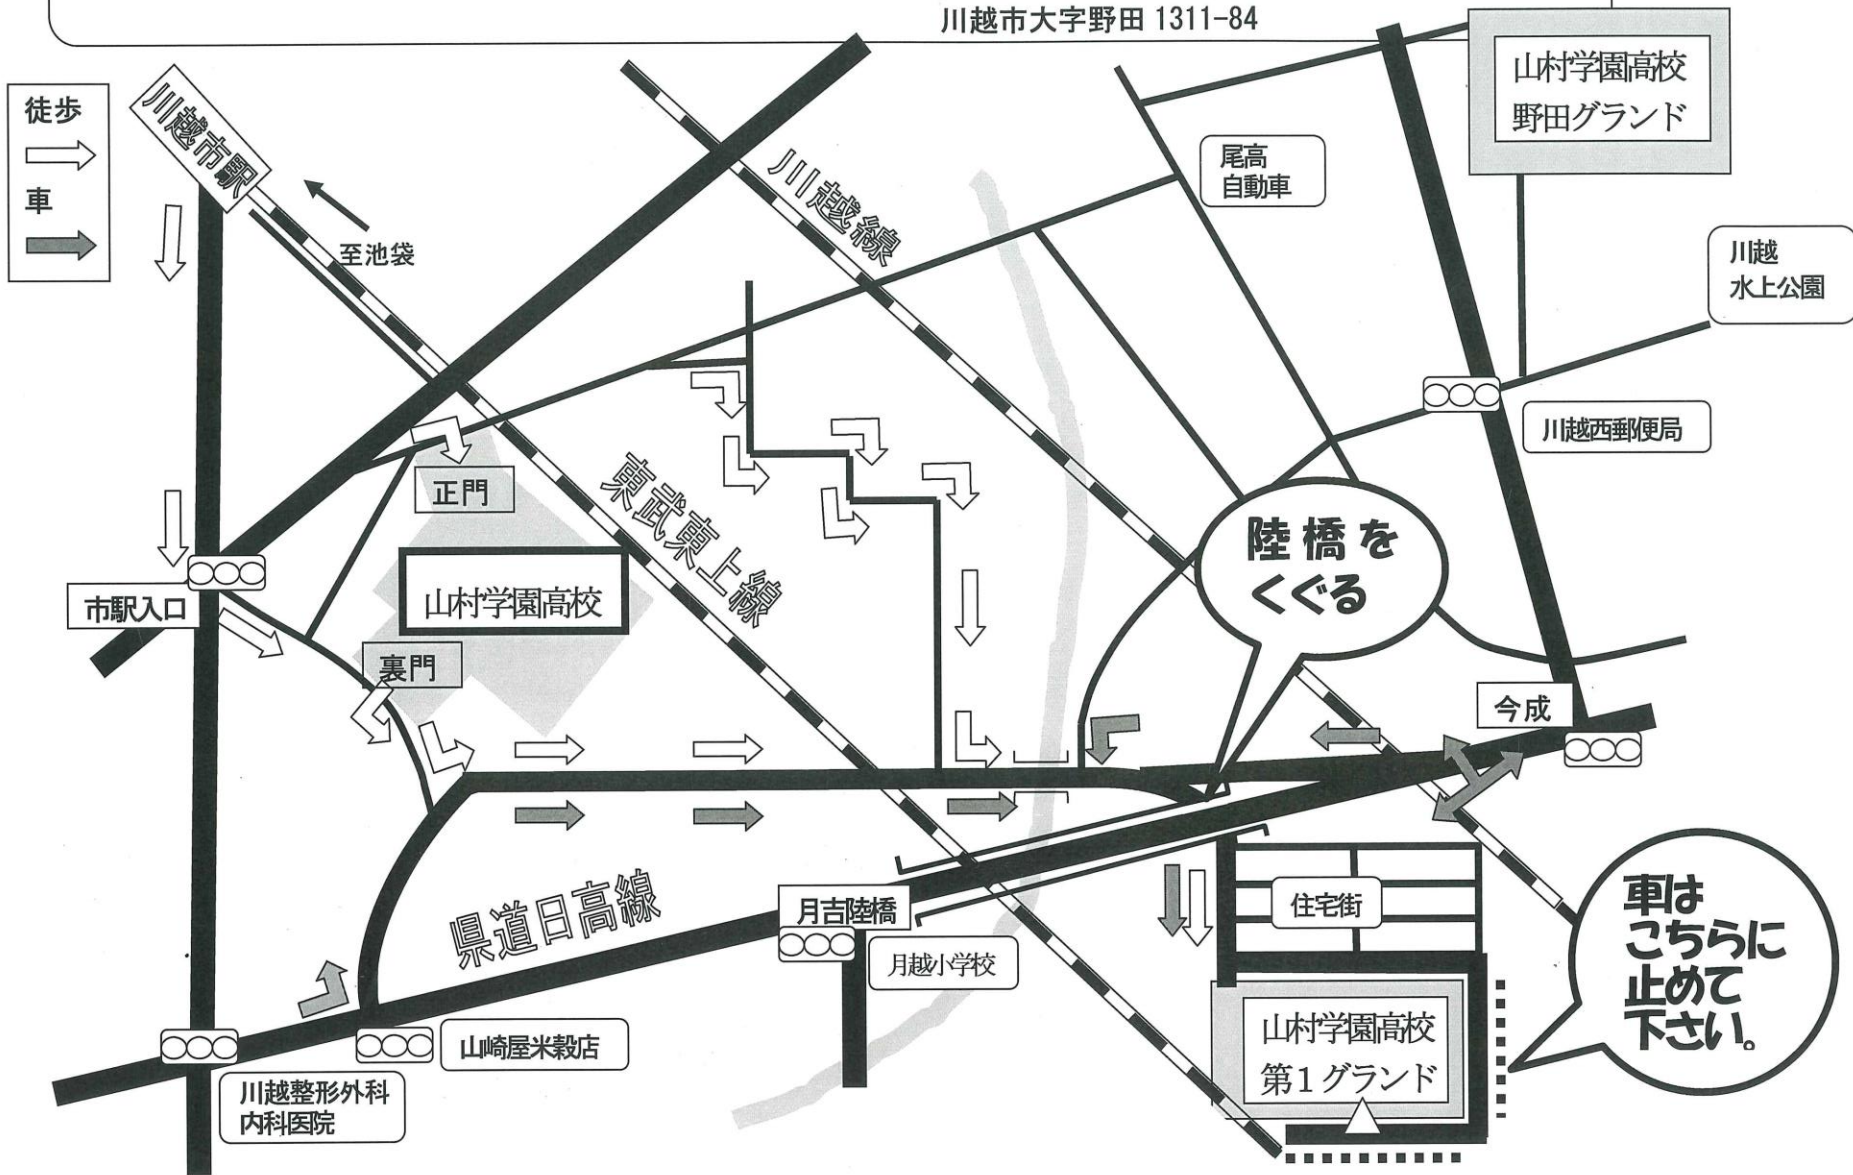 川越市大字野田 1311-84
山村学園高校
野田グランド
徒歩
車
川越市駅
至池袋
川越線
尾高
自動車
川越
水上公園
川越西郵便局
正門
東武東上線
陸橋を
くぐる
市駅入口
山村学園高校
裏門
今成
県道日高線
月吉陸橋
住宅街
車は
こちらに
止めて
下さい。
月越小学校
山村学園高校
第1グランド
山崎屋米穀店
川越整形外科
内科医院